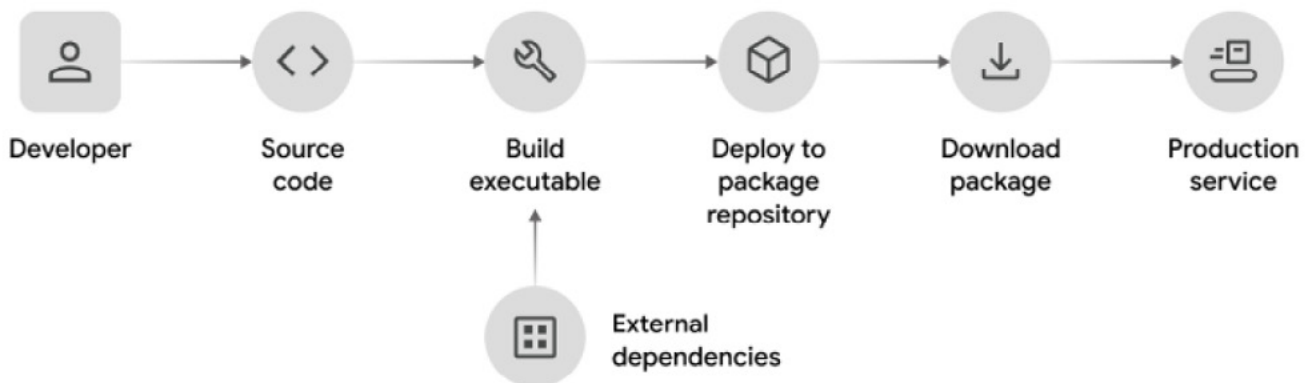 Developer
Source
code
Build
executable
Deploy to
package
repository
Download
package
Production
service
External
dependencies